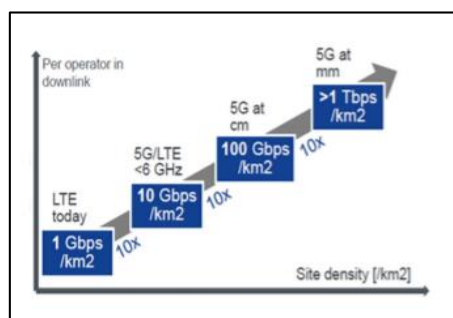 Per operator in
downlink
5G at
mm
>1 Tbps
/km2
10x
5G at
cm
100 Gbps
/km2
10x
5G/LTE
<6 GHz
10 Gbps
/km2
10x
LTE
today
1 Gbps
/km2
Site density [/km2]